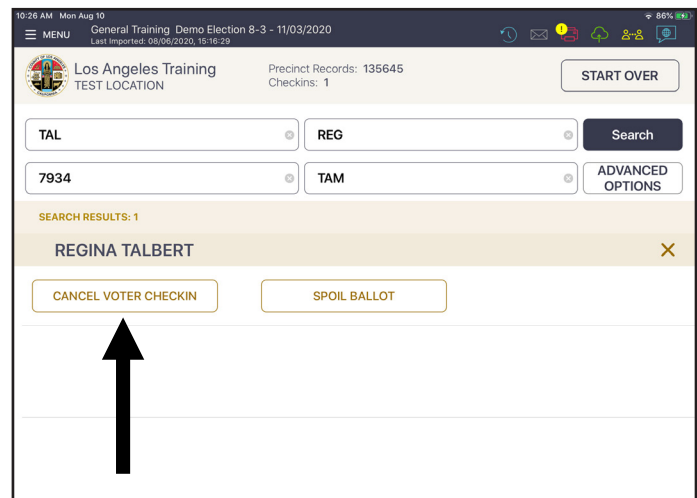 10:26 AM Mon Aug 10
86%
MENU
General Training Demo Election 8-3 - 11/03/2020
Last Imported: 08/06/2020, 15:16:29
Los Angeles Training
TEST LOCATION
Precinct Records: 135645
Checkins: 1
START OVER
TAL
REG
Search
7934
TAM
ADVANCED
OPTIONS
SEARCH RESULTS: 1
REGINA TALBERT
CANCEL VOTER CHECKIN
SPOIL BALLOT